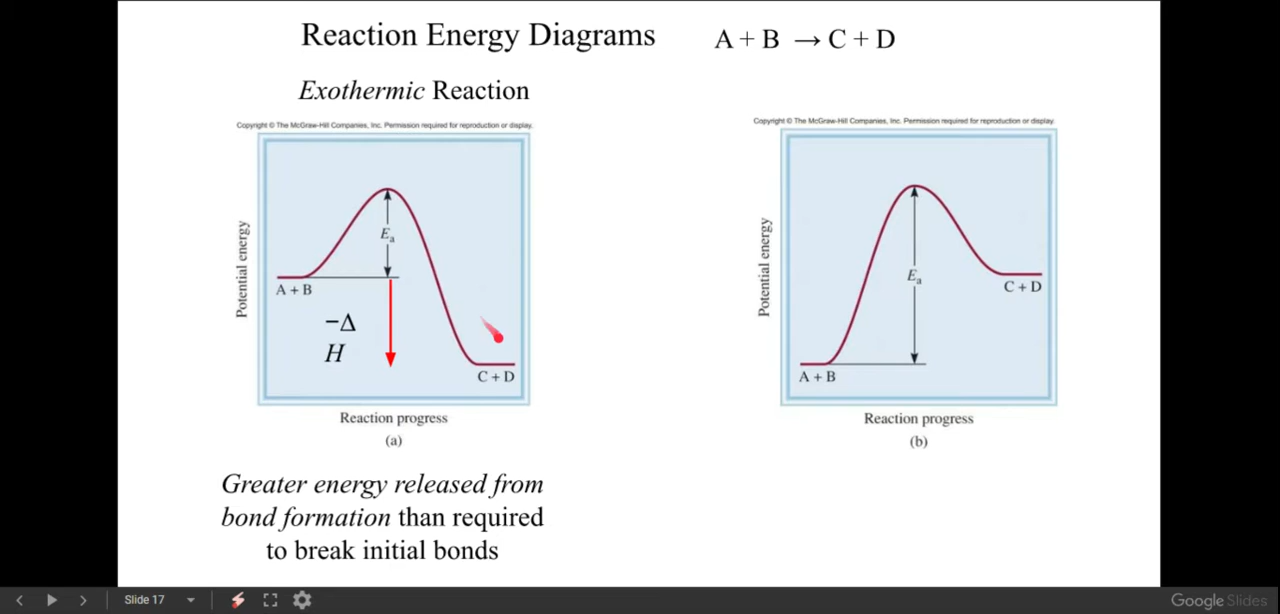 Reaction Energy Diagrams
A + B → C + D
Exothermic Reaction
Copyright © The McGraw-Hill Companies, Inc. Permission required for reproduction or display.
Potential energy
Eₐ
A + B
−Δ
H
C + D
Reaction progress
(a)
Greater energy released from
bond formation than required
to break initial bonds
Copyright © The McGraw-Hill Companies, Inc. Permission required for reproduction or display.
Potential energy
Eₐ
C + D
A + B
Reaction progress
(b)
Slide 17
Google Slides